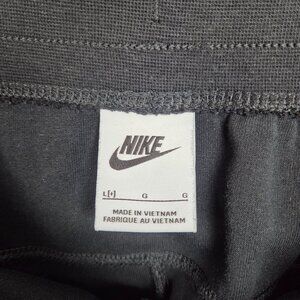 NIKE
L[+] G G
MADE IN VIETNAM
FABRIQUE AU VIETNAM